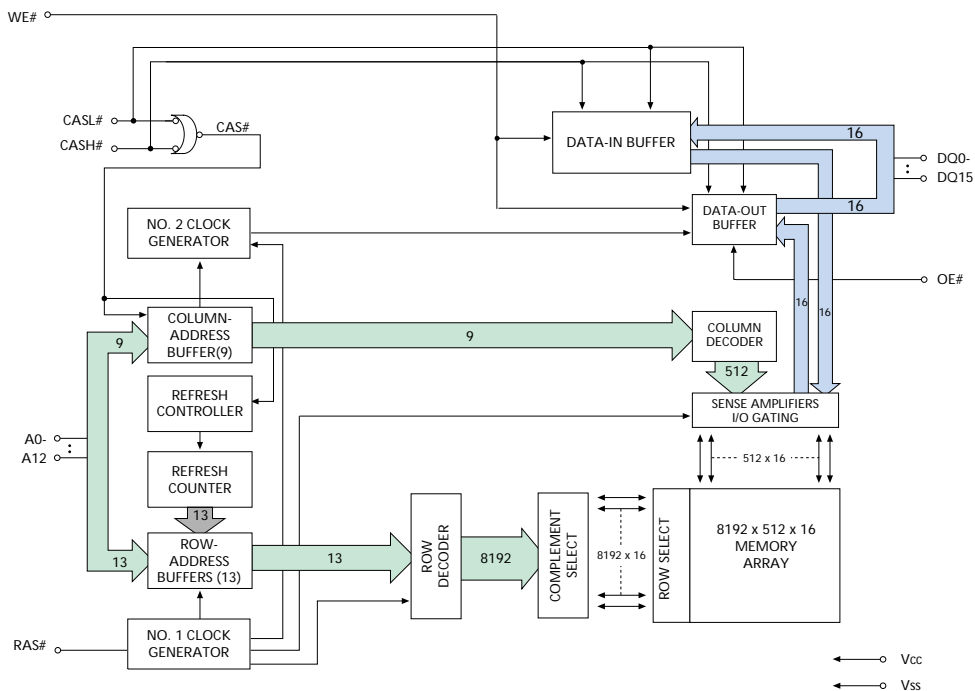 WE#
CASL#
CASH#
CAS#
DATA-IN BUFFER
16
DQ0-
DQ15
16
DATA-OUT
BUFFER
NO. 2 CLOCK
GENERATOR
OE#
16
16
COLUMN-
ADDRESS
BUFFER(9)
9
9
COLUMN
DECODER
512
REFRESH
CONTROLLER
SENSE AMPLIFIERS
I/O GATING
A0-
A12
512 x 16
REFRESH
COUNTER
13
ROW-
ADDRESS
BUFFERS (13)
13
13
ROW
DECODER
8192
COMPLEMENT
SELECT
8192 x 16
ROW SELECT
8192 x 512 x 16
MEMORY
ARRAY
RAS#
NO. 1 CLOCK
GENERATOR
Vcc
Vss